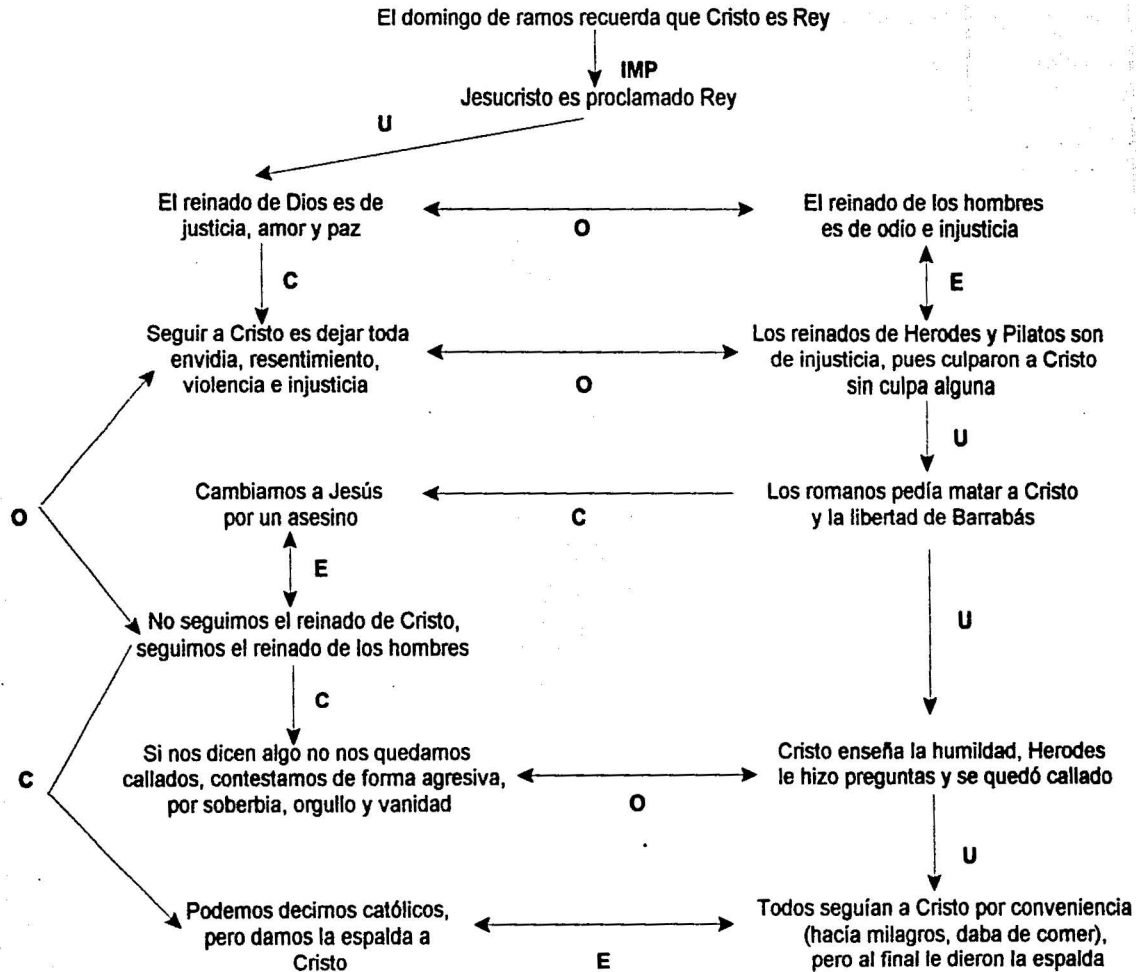 El domingo de ramos recuerda que Cristo es Rey
IMP
Jesucristo es proclamado Rey
U
El reinado de Dios es de
justicia, amor y paz
O
El reinado de los hombres
es de odio e injusticia
C
E
Seguir a Cristo es dejar toda
envidia, resentimiento,
violencia e injusticia
O
Los reinados de Herodes y Pilatos son
de injusticia, pues culparon a Cristo
sin culpa alguna
U
O
Cambiamos a Jesús
por un asesino
C
Los romanos pedía matar a Cristo
y la libertad de Barrabás
E
No seguimos el reinado de Cristo,
seguimos el reinado de los hombres
U
C
C
Si nos dicen algo no nos quedamos
callados, contestamos de forma agresiva,
por soberbia, orgullo y vanidad
O
Cristo enseña la humildad, Herodes
le hizo preguntas y se quedó callado
U
Podemos decirnos católicos,
pero damos la espalda a
Cristo
E
Todos seguían a Cristo por conveniencia
(hacía milagros, daba de comer),
pero al final le dieron la espalda